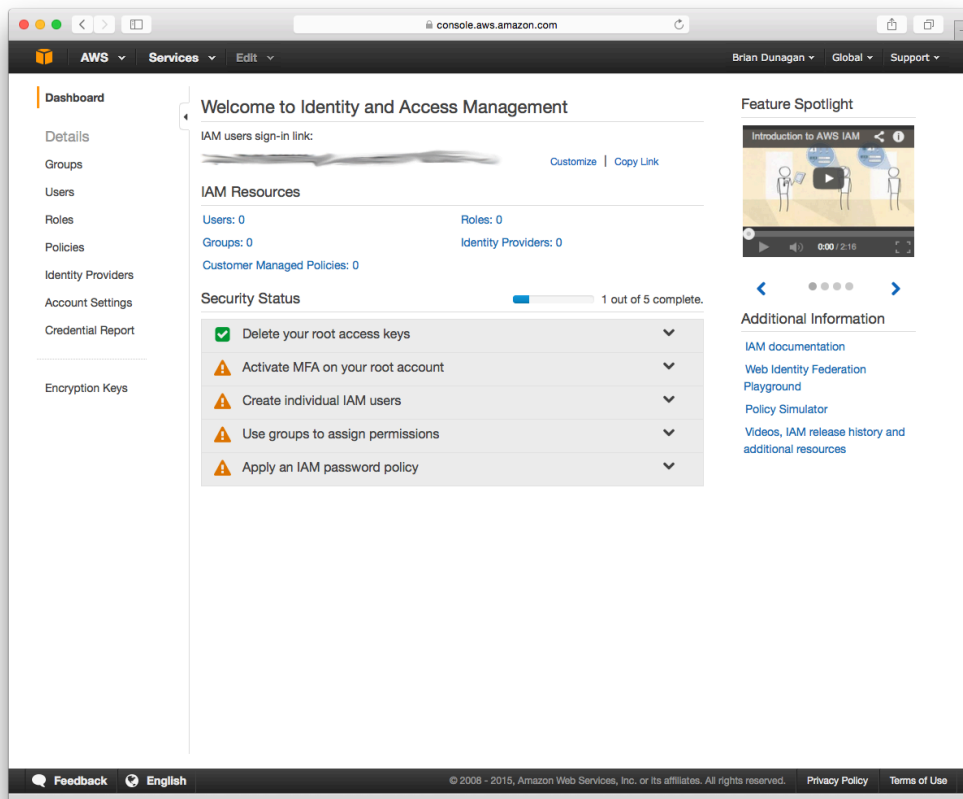 console.aws.amazon.com
AWS Services Edit Brian Dunagan Global Support
Dashboard
Details
Groups
Users
Roles
Policies
Identity Providers
Account Settings
Credential Report
Encryption Keys
Welcome to Identity and Access Management
IAM users sign-in link:
Customize | Copy Link
IAM Resources
Users: 0 Roles: 0
Groups: 0 Identity Providers: 0
Customer Managed Policies: 0
Security Status 1 out of 5 complete.
Delete your root access keys
Activate MFA on your root account
Create individual IAM users
Use groups to assign permissions
Apply an IAM password policy
Feature Spotlight
Introduction to AWS IAM
0:00 / 2:16
Additional Information
IAM documentation
Web Identity Federation
Playground
Policy Simulator
Videos, IAM release history and
additional resources
Feedback English © 2008 - 2015, Amazon Web Services, Inc. or its affiliates. All rights reserved. Privacy Policy Terms of Use